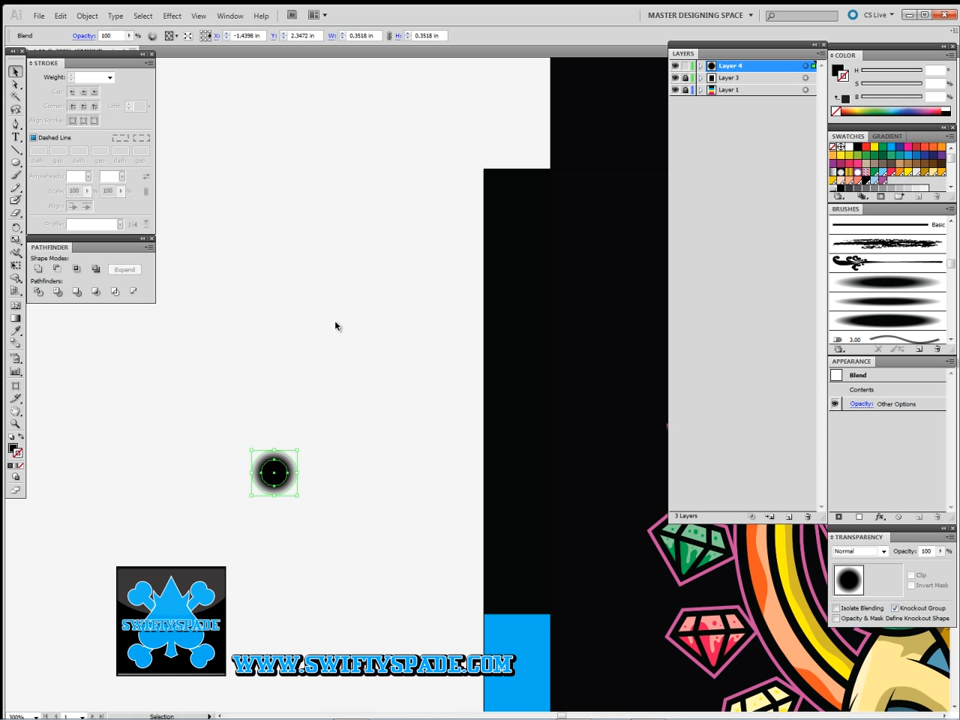 Ai File Edit Object Type Select Effect View Window Help MASTER DESIGNING SPACE CS Live
Blend Opacity: 100 % X: -1.4398 in Y: 2.3472 in W: 0.3518 in H: 0.3518 in
STROKE
Weight:
Cap:
Corner: Limit:
Align Stroke:
Dashed Line
dash gap dash gap dash gap
Arrowheads:
Scale: 100 % 100 %
Align:
Profile:
PATHFINDER
Shape Modes:
Expand
Pathfinders:
LAYERS
Layer 4
Layer 3
Layer 1
3 Layers
COLOR
H
S %
B %
SWATCHES GRADIENT
BRUSHES
Basic
3.00
APPEARANCE
Blend
Contents
Opacity: Other Options
TRANSPARENCY
Normal Opacity: 100 %
Clip
Invert Mask
Isolate Blending Knockout Group
Opacity & Mask Define Knockout Shape
SWIFTYSPADE
WWW.SWIFTYSPADE.COM
300% 1 Selection